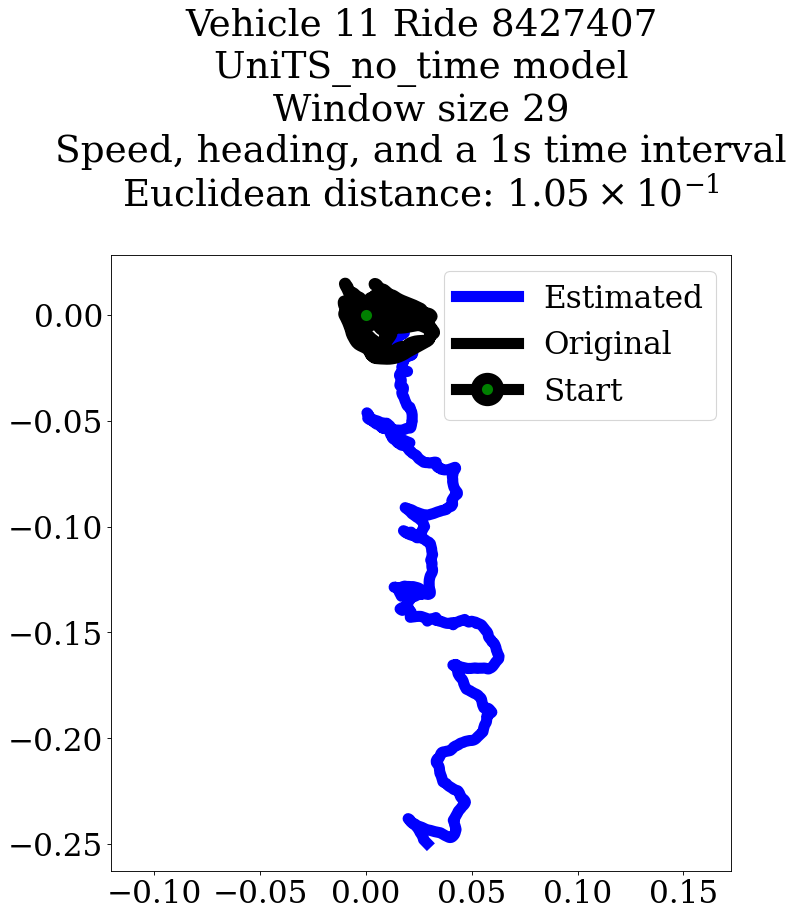 Vehicle 11 Ride 8427407
UniTS_no_time model
Window size 29
Speed, heading, and a 1s time interval
Euclidean distance: 1.05 × 10⁻¹
Estimated
Original
Start
0.00
−0.05
−0.10
−0.15
−0.20
−0.25
−0.10 −0.05 0.00 0.05 0.10 0.15